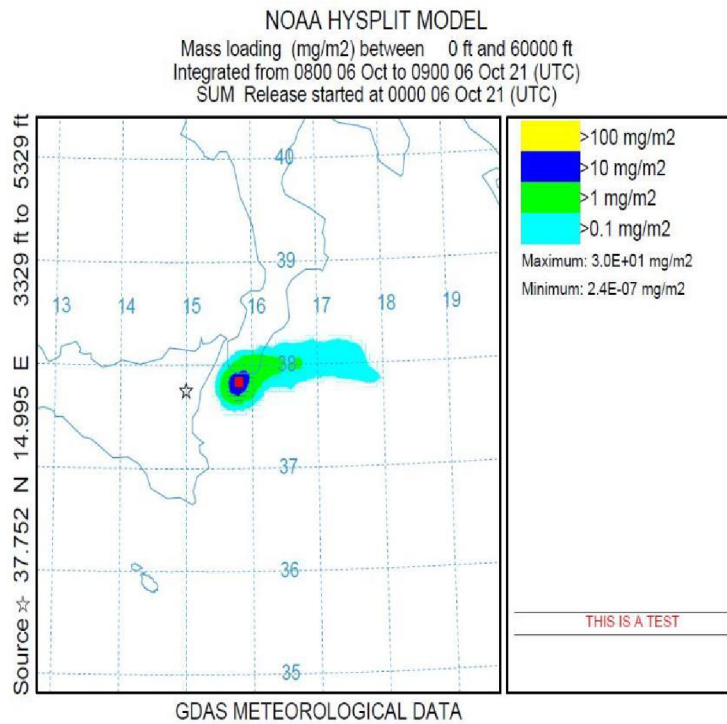 NOAA HYSPLIT MODEL
Mass loading (mg/m2) between 0 ft and 60000 ft
Integrated from 0800 06 Oct to 0900 06 Oct 21 (UTC)
SUM Release started at 0000 06 Oct 21 (UTC)
Source ☆ 37.752 N 14.995 E 3329 ft to 5329 ft
40
39
13 14 15 16 17 18 19
38
37
36
35
>100 mg/m2
>10 mg/m2
>1 mg/m2
>0.1 mg/m2
Maximum: 3.0E+01 mg/m2
Minimum: 2.4E-07 mg/m2
THIS IS A TEST
GDAS METEOROLOGICAL DATA